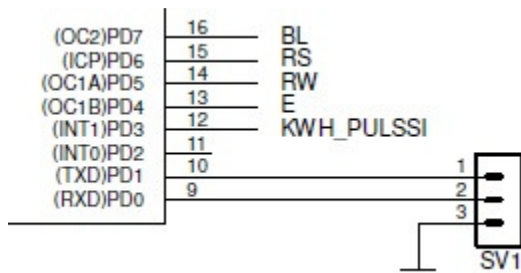 (OC2)PD7 16 BL
(ICP)PD6 15 RS
(OC1A)PD5 14 RW
(OC1B)PD4 13 E
(INT1)PD3 12 KWH_PULSSI
(INT0)PD2 11
(TXD)PD1 10 1
(RXD)PD0 9 2
3
SV1